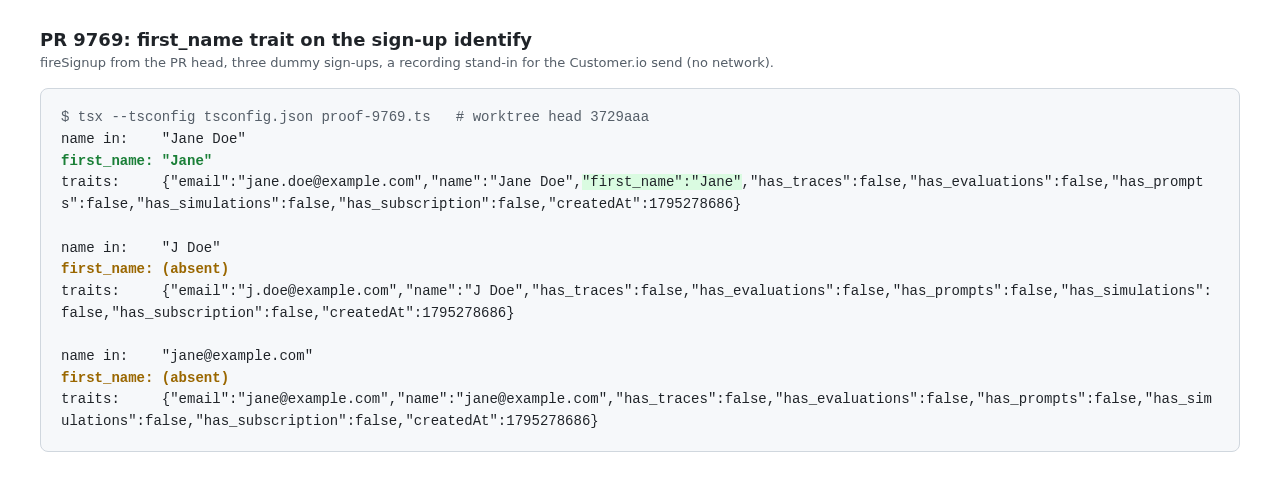 PR 9769: first_name trait on the sign-up identify
fireSignup from the PR head, three dummy sign-ups, a recording stand-in for the Customer.io send (no network).
$ tsx --tsconfig tsconfig.json proof-9769.ts   # worktree head 3729aaa
name in:    "Jane Doe"
first_name: "Jane"
traits:     {"email":"jane.doe@example.com","name":"Jane Doe","first_name":"Jane","has_traces":false,"has_evaluations":false,"has_prompt
s":false,"has_simulations":false,"has_subscription":false,"createdAt":1795278686}
name in:    "J Doe"
first_name: (absent)
traits:     {"email":"j.doe@example.com","name":"J Doe","has_traces":false,"has_evaluations":false,"has_prompts":false,"has_simulations":
false,"has_subscription":false,"createdAt":1795278686}
name in:    "jane@example.com"
first_name: (absent)
traits:     {"email":"jane@example.com","name":"jane@example.com","has_traces":false,"has_evaluations":false,"has_prompts":false,"has_sim
ulations":false,"has_subscription":false,"createdAt":1795278686}